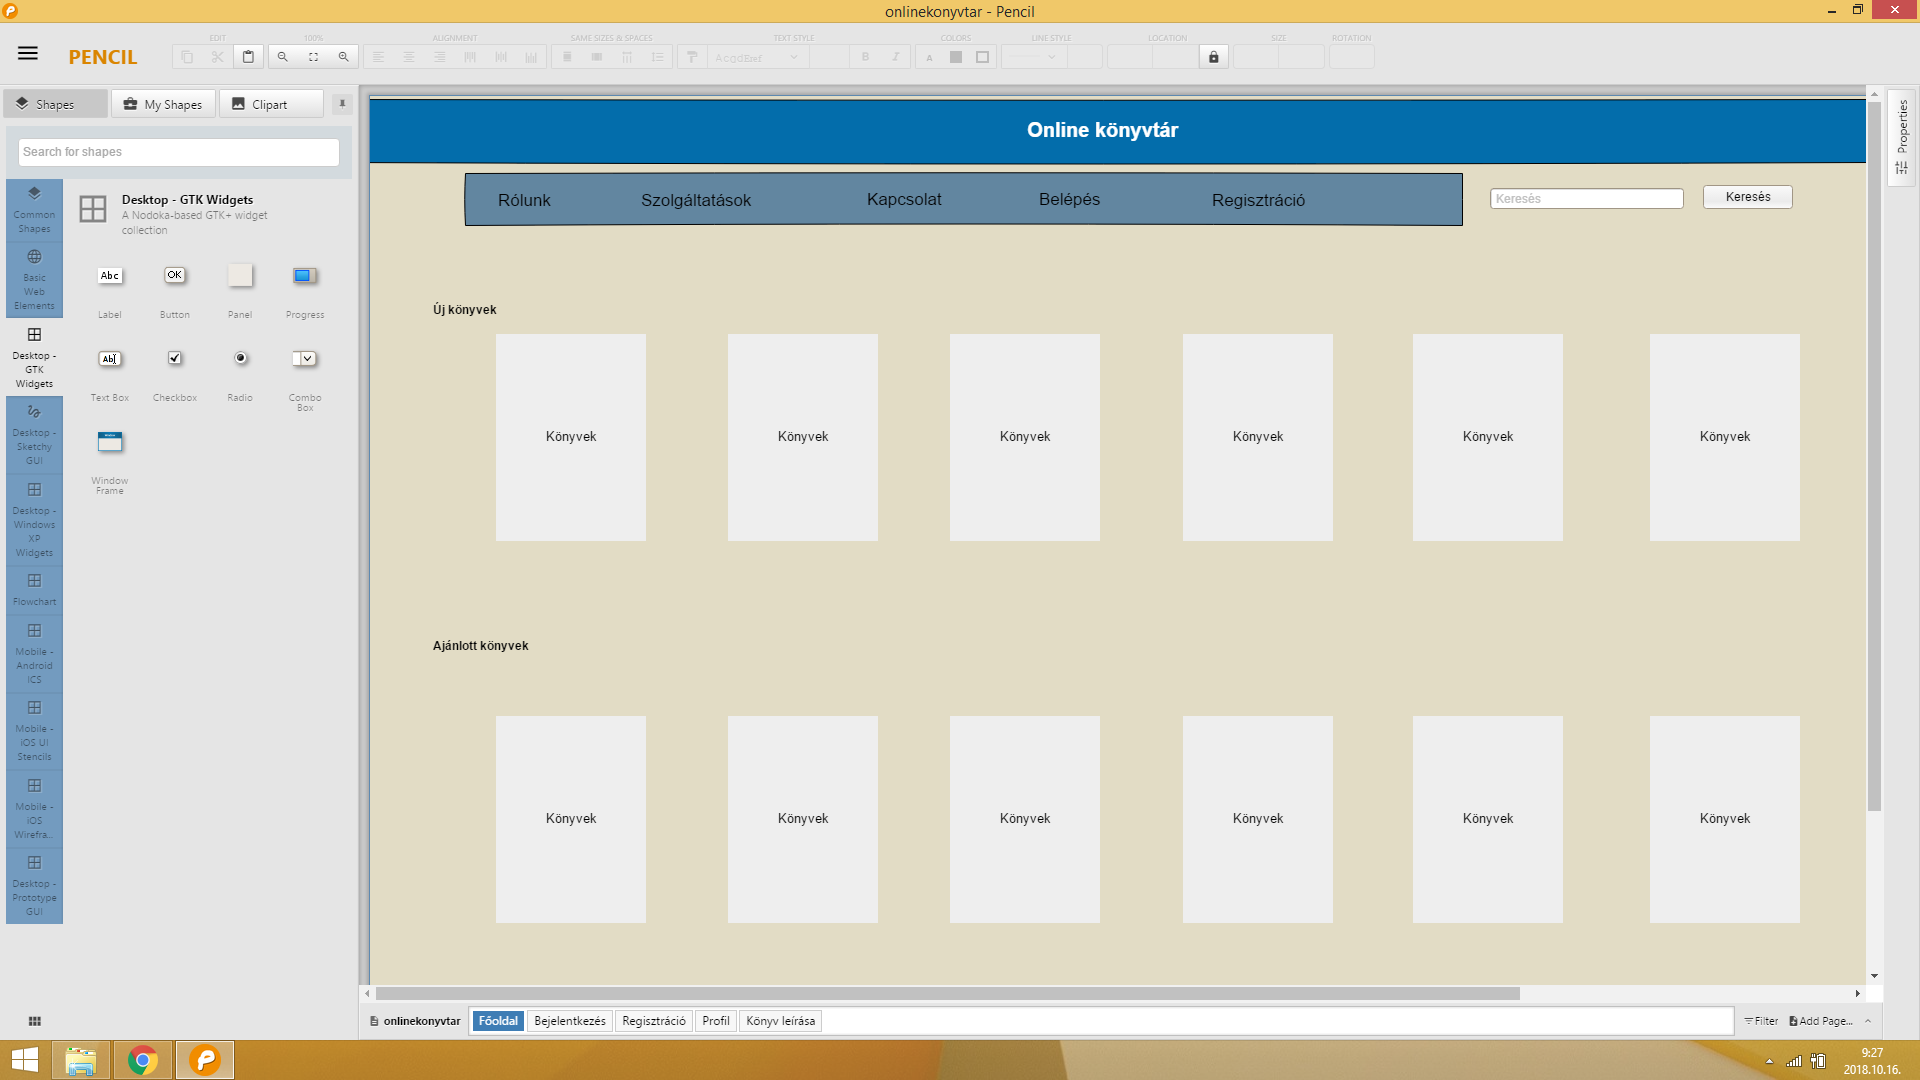 onlinekonyvtar - Pencil
PENCIL
EDIT
100%
ALIGNMENT
SAME SIZES & SPACES
TEXT STYLE
COLORS
LINE STYLE
LOCATION
SIZE
ROTATION
AcqdEref
B I
A
Shapes
My Shapes
Clipart
Search for shapes
Common Shapes
Basic Web Elements
Desktop - GTK Widgets
Desktop - Sketchy GUI
Desktop - Windows XP Widgets
Flowchart
Mobile - Android ICS
Mobile - iOS UI Stencils
Mobile - iOS Wirefra...
Desktop - Prototype GUI
Desktop - GTK Widgets
A Nodoka-based GTK+ widget
collection
Abc
OK
Label
Button
Panel
Progress
Ab
Text Box
Checkbox
Radio
Combo Box
Window Frame
Online könyvtár
Rólunk
Szolgáltatások
Kapcsolat
Belépés
Regisztráció
Keresés
Keresés
Új könyvek
Könyvek
Könyvek
Könyvek
Könyvek
Könyvek
Könyvek
Ajánlott könyvek
Könyvek
Könyvek
Könyvek
Könyvek
Könyvek
Könyvek
Properties
onlinekonyvtar
Főoldal
Bejelentkezés
Regisztráció
Profil
Könyv leírása
Filter
Add Page...
9:27
2018.10.16.